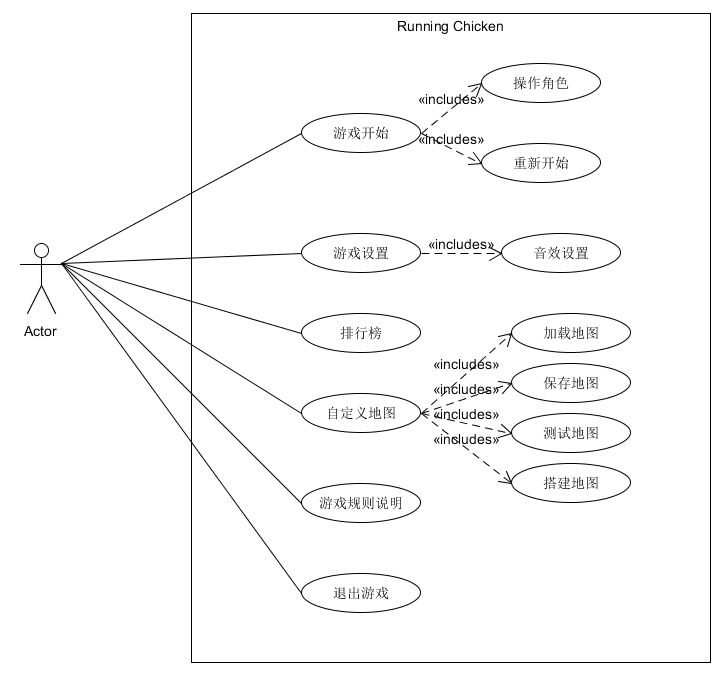 Running Chicken
操作角色
«includes»
游戏开始
«includes»
重新开始
游戏设置
«includes»
音效设置
Actor
排行榜
加载地图
«includes»
保存地图
«includes»
自定义地图
«includes»
测试地图
«includes»
搭建地图
游戏规则说明
退出游戏